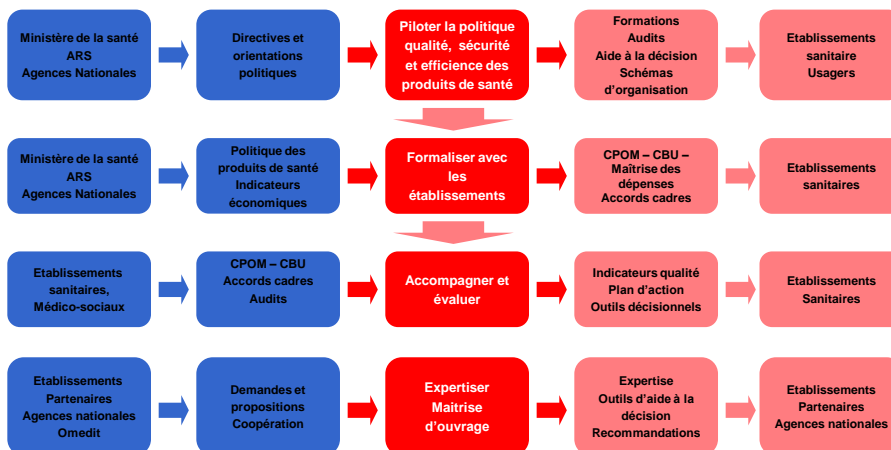 Ministère de la santé
ARS
Agences Nationales
Directives et
orientations
politiques
Piloter la politique
qualité, sécurité
et efficience des
produits de santé
Formations
Audits
Aide à la décision
Schémas
d'organisation
Etablissements
sanitaire
Usagers
Ministère de la santé
ARS
Agences Nationales
Politique des
produits de santé
Indicateurs
économiques
Formaliser avec
les
établissements
CPOM – CBU –
Maîtrise des
dépenses
Accords cadres
Etablissements
sanitaires
Etablissements
sanitaires,
Médico-sociaux
CPOM – CBU
Accords cadres
Audits
Accompagner et
évaluer
Indicateurs qualité
Plan d'action
Outils décisionnels
Etablissements
Sanitaires
Etablissements
Partenaires
Agences nationales
Omedit
Demandes et
propositions
Coopération
Expertiser
Maitrise
d'ouvrage
Expertise
Outils d'aide à la
décision
Recommandations
Etablissements
Partenaires
Agences nationales